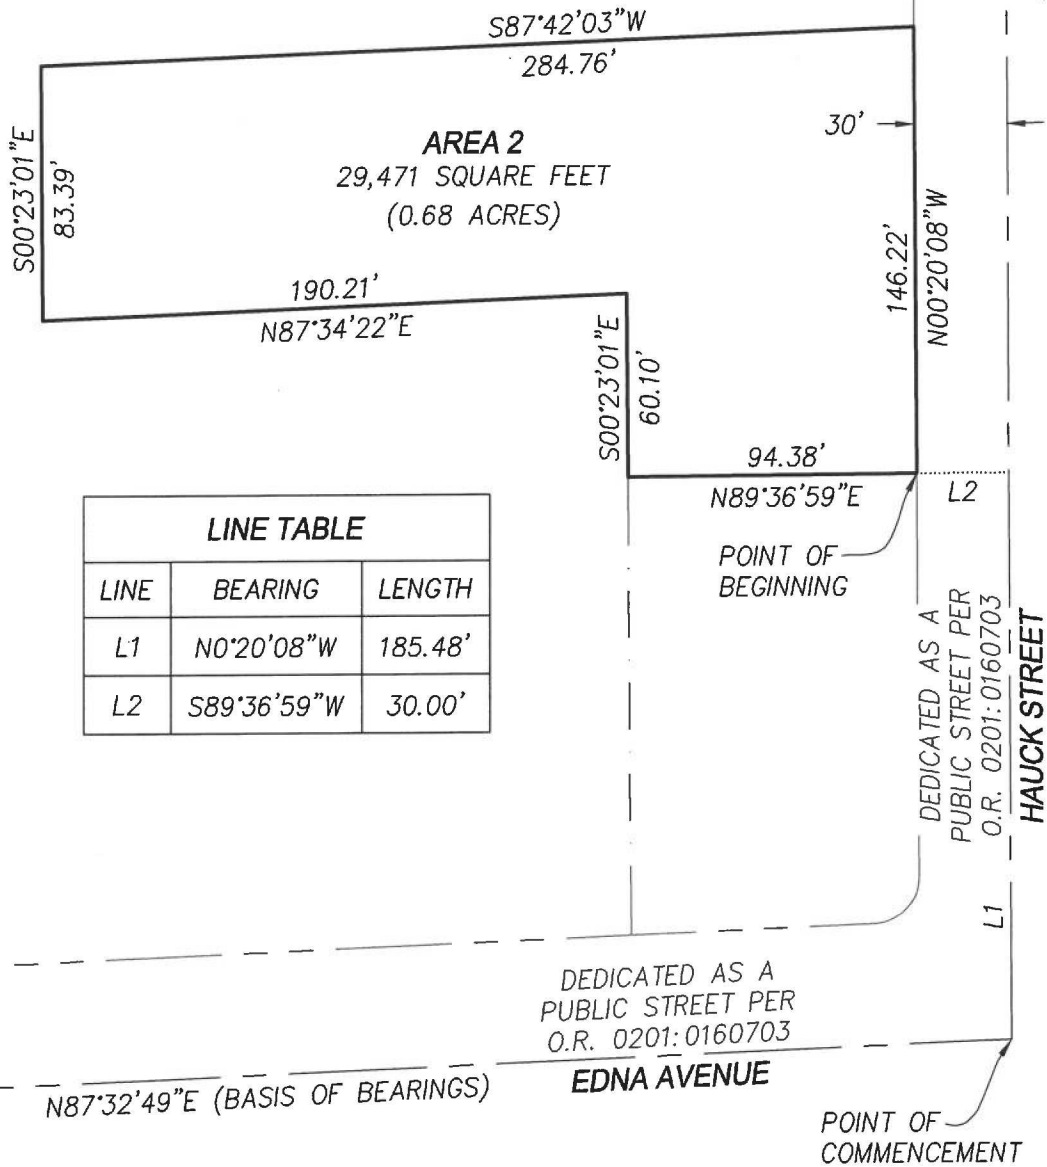 S87°42'03"W
284.76'
30'
AREA 2
29,471 SQUARE FEET
(0.68 ACRES)
S00°23'01"E
83.39'
146.22'
N00°20'08"W
190.21'
N87°34'22"E
S00°23'01"E
60.10'
94.38'
N89°36'59"E
L2
POINT OF
BEGINNING
LINE TABLE
LINE BEARING LENGTH
L1 N0°20'08"W 185.48'
L2 S89°36'59"W 30.00'
DEDICATED AS A
PUBLIC STREET PER
O.R. 0201:0160703
HAUCK STREET
L1
DEDICATED AS A
PUBLIC STREET PER
O.R. 0201:0160703
EDNA AVENUE
N87°32'49"E (BASIS OF BEARINGS)
POINT OF
COMMENCEMENT